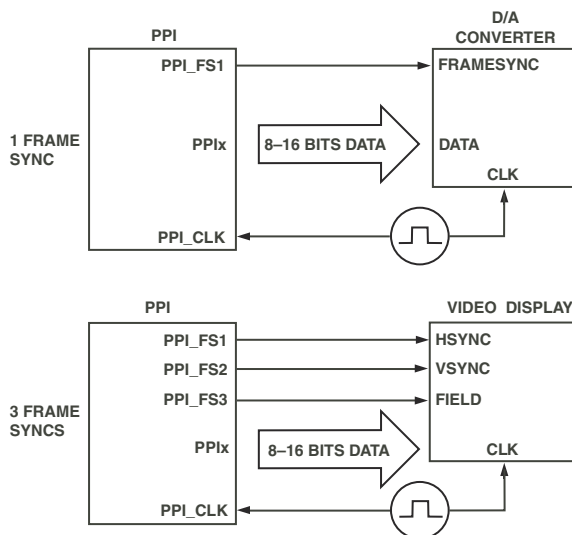 PPI
D/A
CONVERTER
PPI_FS1
FRAMESYNC
1 FRAME
SYNC
PPIx
8–16 BITS DATA
DATA
CLK
PPI_CLK
PPI
VIDEO DISPLAY
PPI_FS1
HSYNC
PPI_FS2
VSYNC
PPI_FS3
FIELD
3 FRAME
SYNCS
PPIx
8–16 BITS DATA
CLK
PPI_CLK